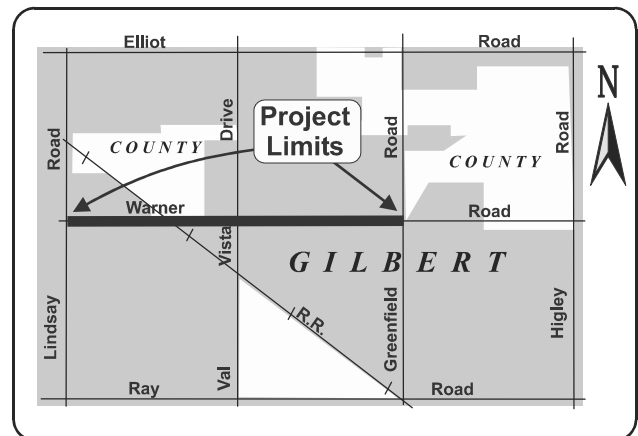 Elliot Road
Project
Limits
N
Road
Drive
Road
Road
COUNTY
COUNTY
Warner Road
Vista
GILBERT
Lindsay
R.R.
Greenfield
Higley
Val
Ray Road